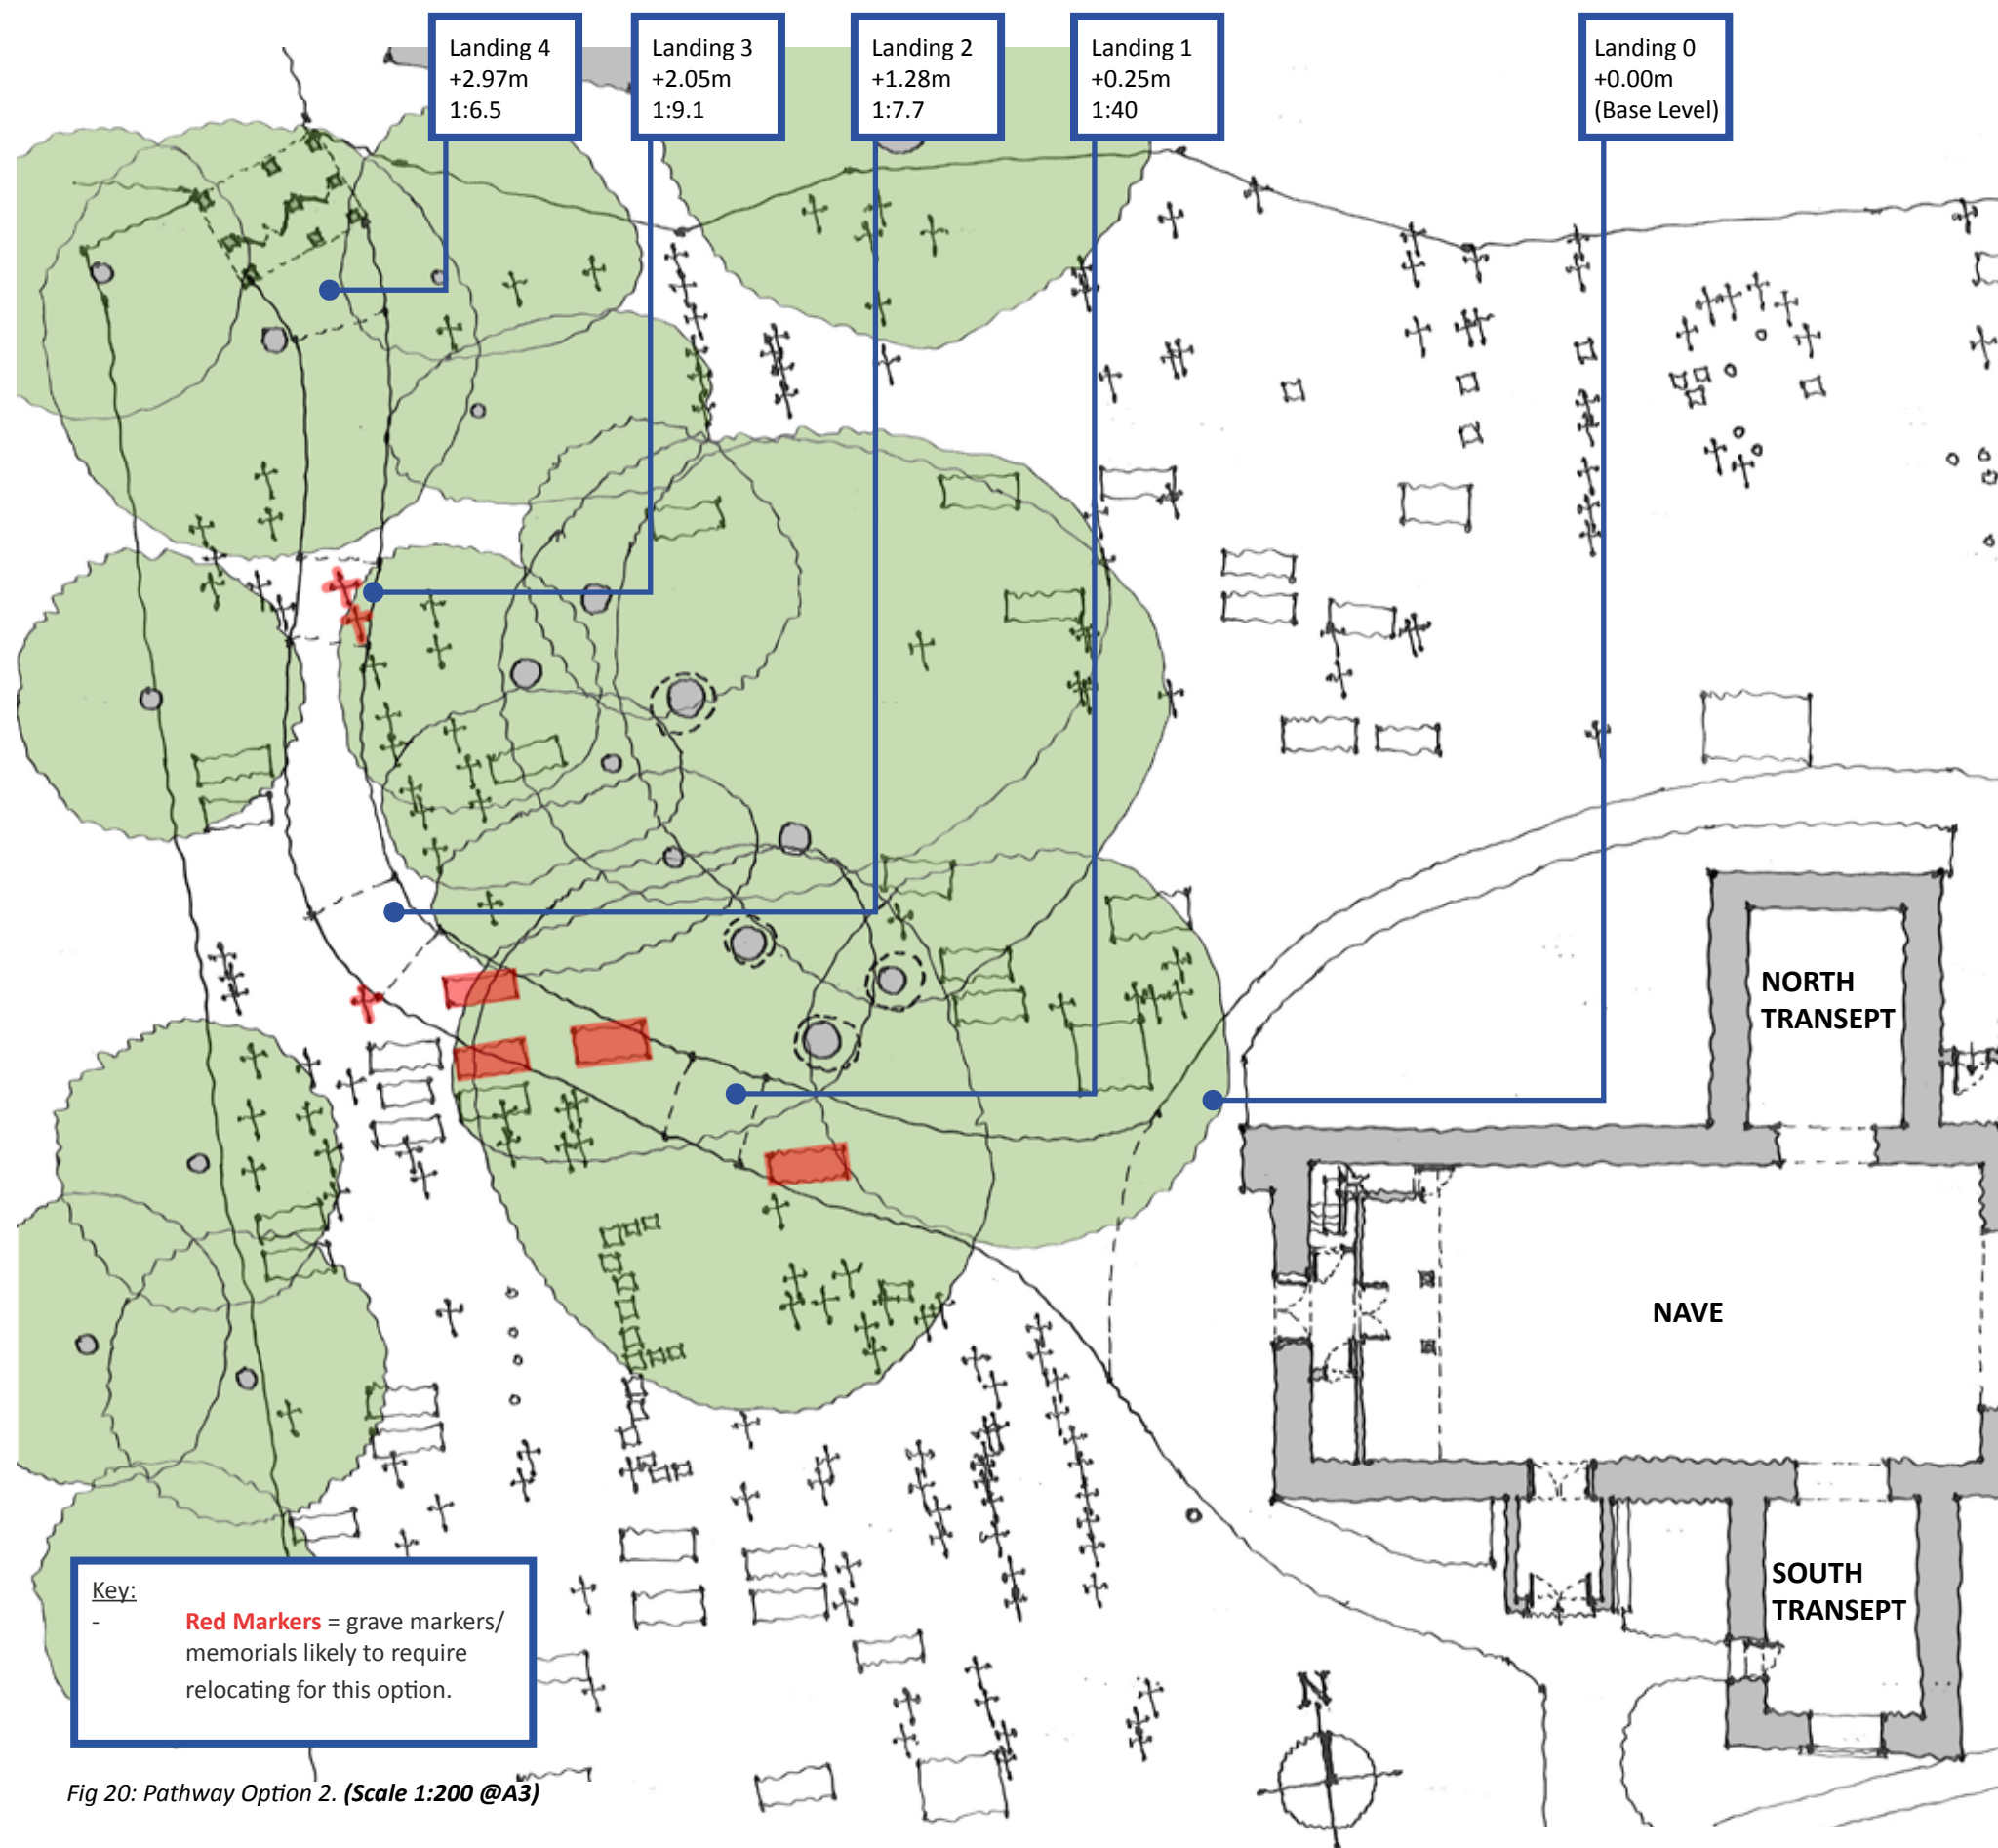 Landing 4
+2.97m
1:6.5
Landing 3
+2.05m
1:9.1
Landing 2
+1.28m
1:7.7
Landing 1
+0.25m
1:40
Landing 0
+0.00m
(Base Level)
NORTH
TRANSEPT
NAVE
SOUTH
TRANSEPT
N
Key:
- Red Markers = grave markers/
memorials likely to require
relocating for this option.
Fig 20: Pathway Option 2. (Scale 1:200 @A3)